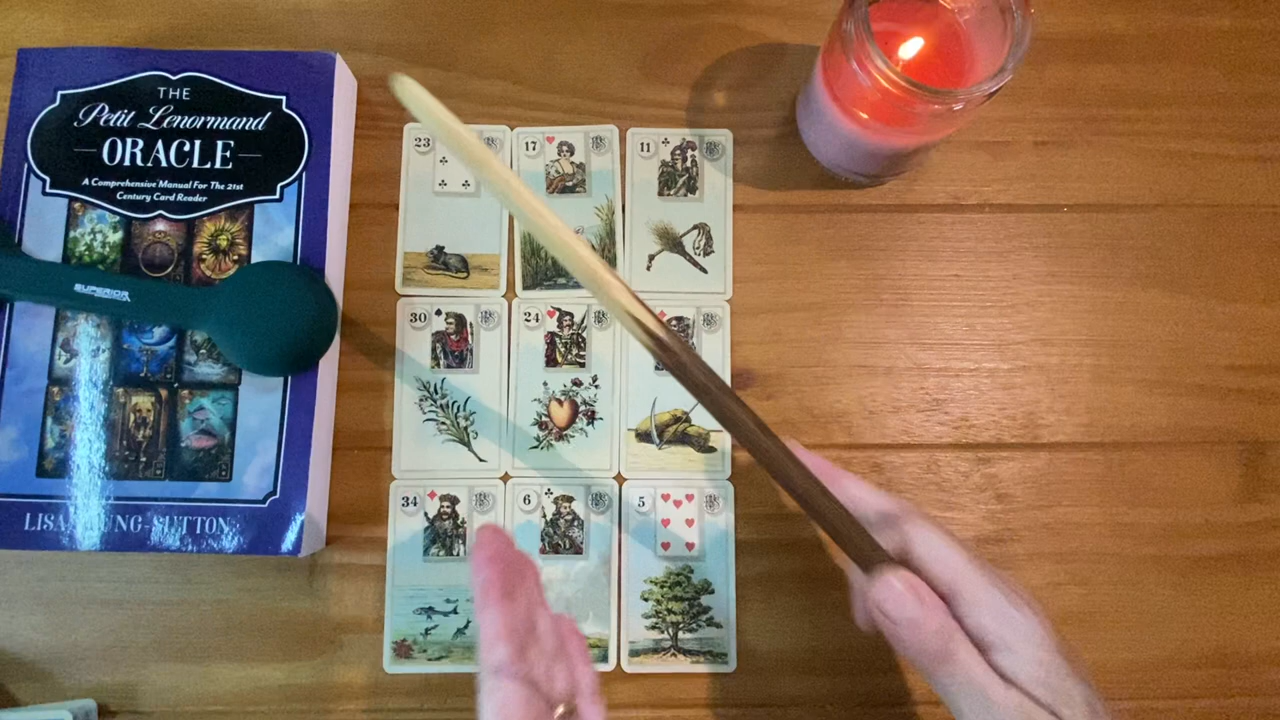 THE
Petit Lenormand
ORACLE
A Comprehensive Manual For The 21st
Century Card Reader
SUPERIOR
23
17
11
30
24
34
6
5